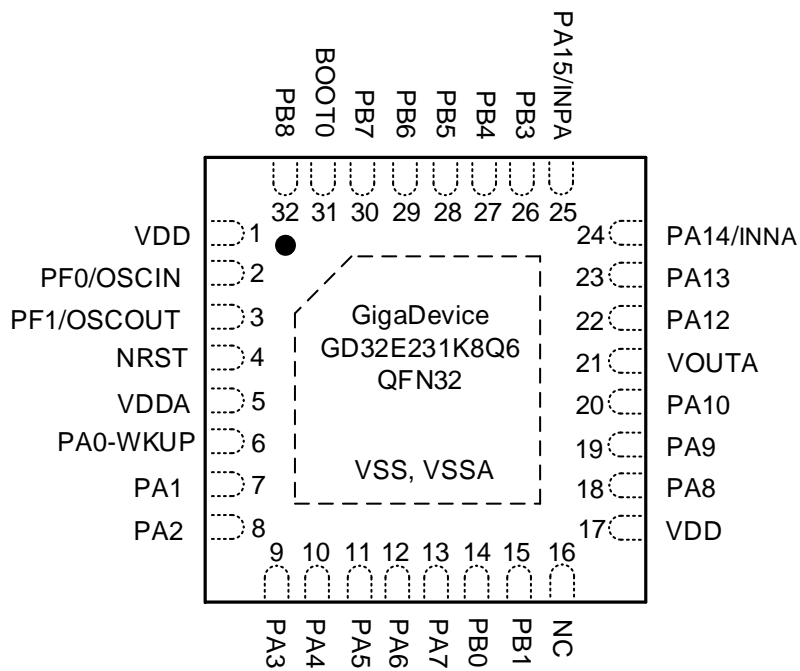 PB8
BOOT0
PB7
PB6
PB5
PB4
PB3
PA15/INPA
32 31 30 29 28 27 26 25
VDD 1
PF0/OSCIN 2
PF1/OSCOUT 3
NRST 4
VDDA 5
PA0-WKUP 6
PA1 7
PA2 8
GigaDevice
GD32E231K8Q6
QFN32
VSS, VSSA
24 PA14/INNA
23 PA13
22 PA12
21 VOUTA
20 PA10
19 PA9
18 PA8
17 VDD
9 10 11 12 13 14 15 16
PA3
PA4
PA5
PA6
PA7
PB0
PB1
NC